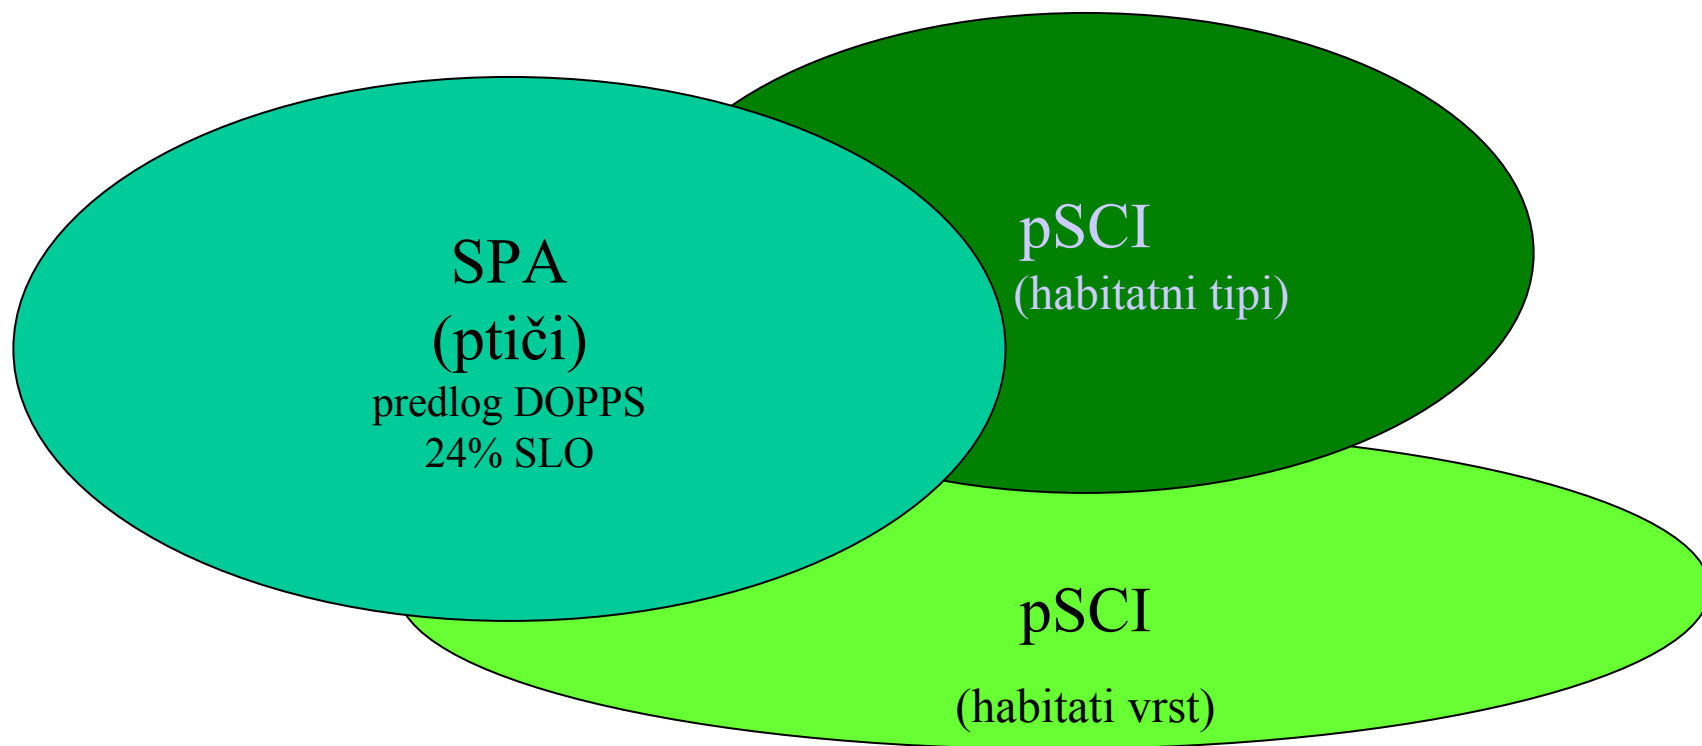 SPA
(ptiči)
predlog DOPPS
24% SLO
pSCI
(habitatni tipi)
pSCI
(habitati vrst)